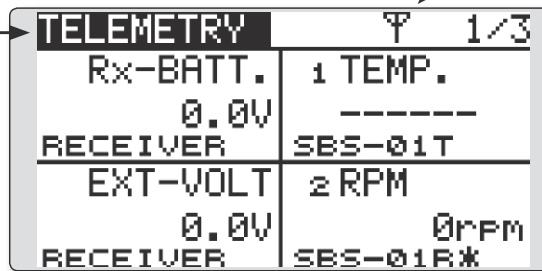 TELEMETRY 1/3
Rx-BATT.
0.0V
RECEIVER
1 TEMP.
------
SBS-01T
EXT-VOLT
0.0V
RECEIVER
2 RPM
0rpm
SBS-01R*